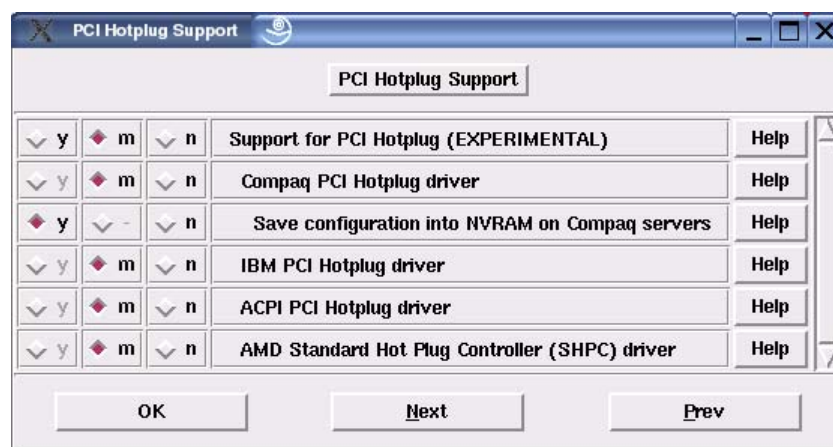 PCI Hotplug Support
PCI Hotplug Support
y m n Support for PCI Hotplug (EXPERIMENTAL) Help
y m n Compaq PCI Hotplug driver Help
y - n Save configuration into NVRAM on Compaq servers Help
y m n IBM PCI Hotplug driver Help
y m n ACPI PCI Hotplug driver Help
y m n AMD Standard Hot Plug Controller (SHPC) driver Help
OK Next Prev